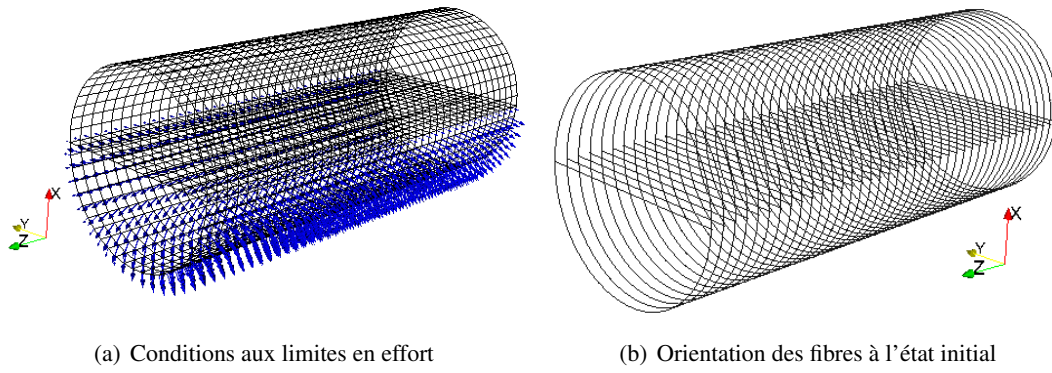 X
Y
Z
X
Y
Z
(a) Conditions aux limites en effort
(b) Orientation des fibres à l'état initial